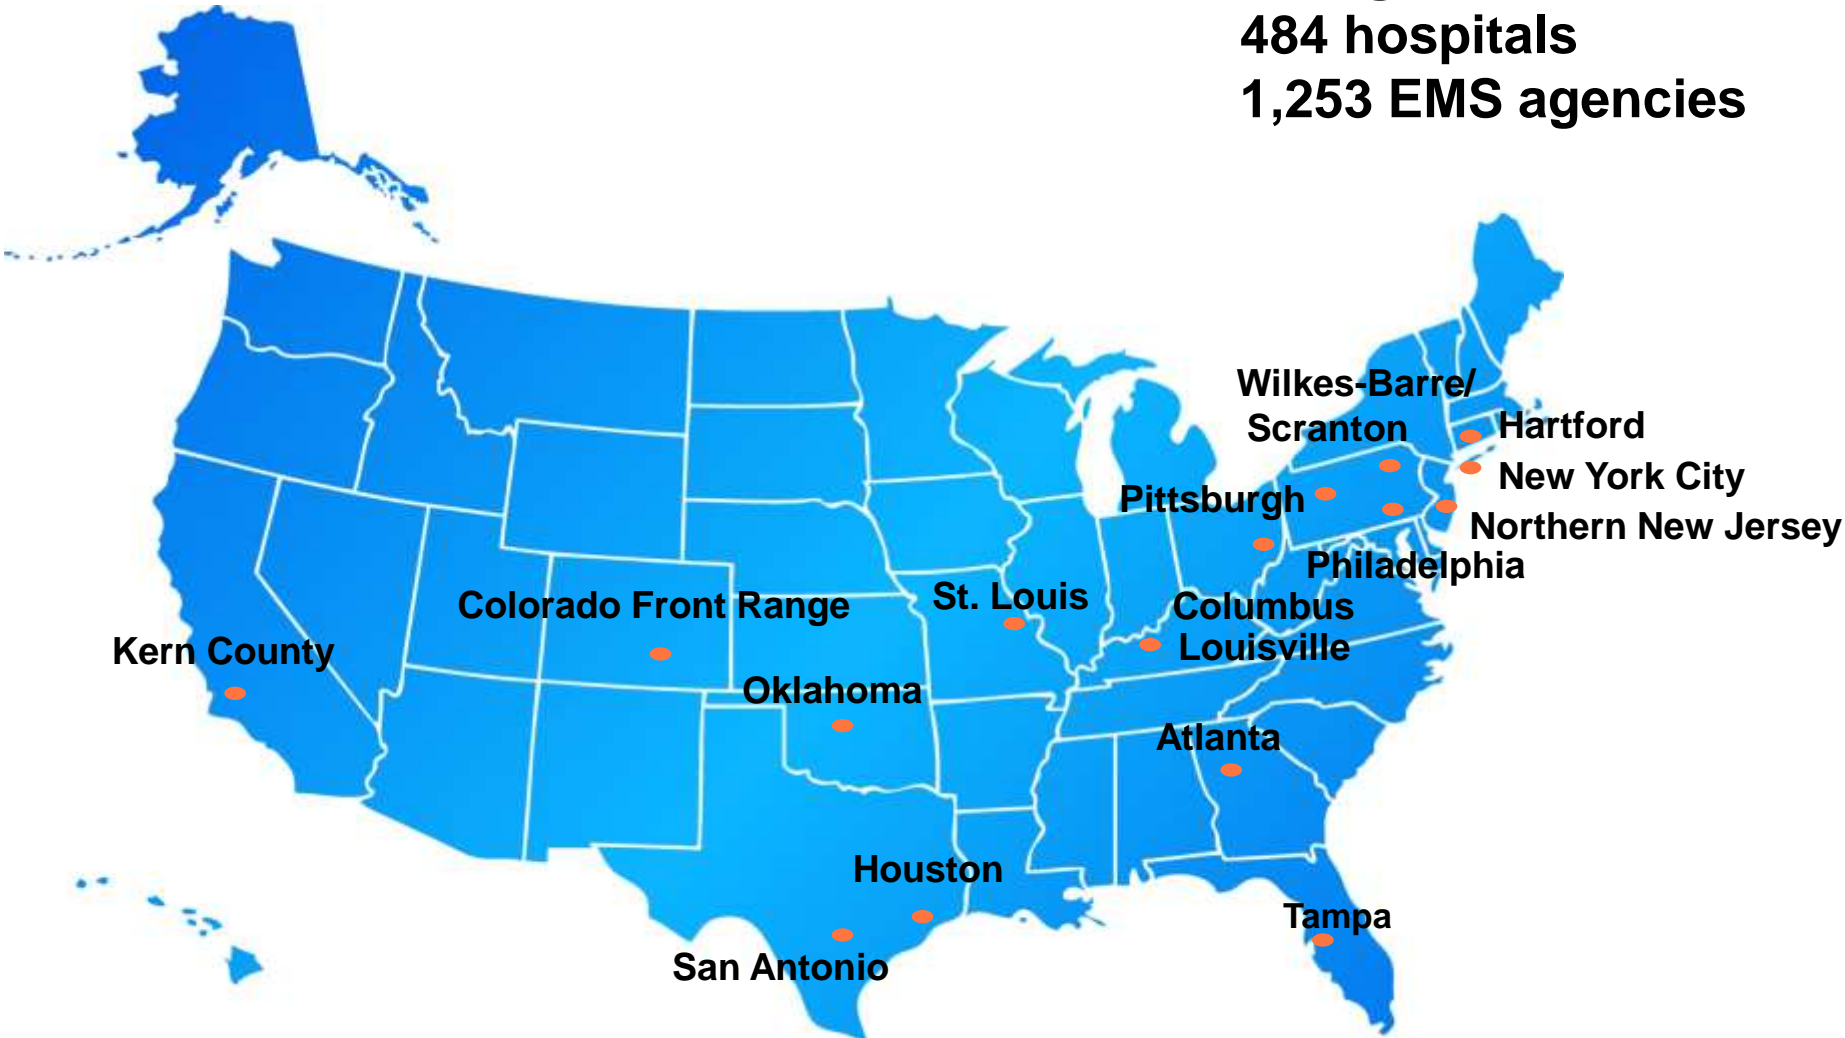 484 hospitals
1,253 EMS agencies
Wilkes-Barre/
Scranton
Hartford
New York City
Pittsburgh
Northern New Jersey
Philadelphia
Colorado Front Range
St. Louis
Columbus
Kern County
Louisville
Oklahoma
Atlanta
Houston
Tampa
San Antonio